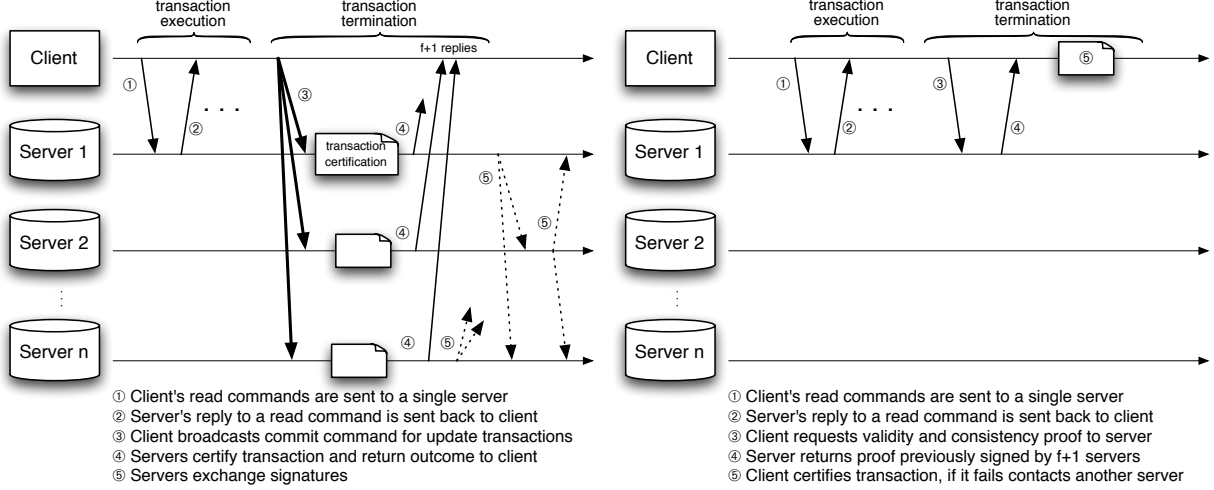 transaction
execution
transaction
termination
f+1 replies
Client
①
②
. . .
③
④
Server 1
transaction
certification
⑤
Server 2
④
⑤
Server n
④
⑤
① Client's read commands are sent to a single server
② Server's reply to a read command is sent back to client
③ Client broadcasts commit command for update transactions
④ Servers certify transaction and return outcome to client
⑤ Servers exchange signatures
transaction
execution
transaction
termination
Client
⑤
①
②
. . .
③
④
Server 1
Server 2
Server n
① Client's read commands are sent to a single server
② Server's reply to a read command is sent back to client
③ Client requests validity and consistency proof to server
④ Server returns proof previously signed by f+1 servers
⑤ Client certifies transaction, if it fails contacts another server